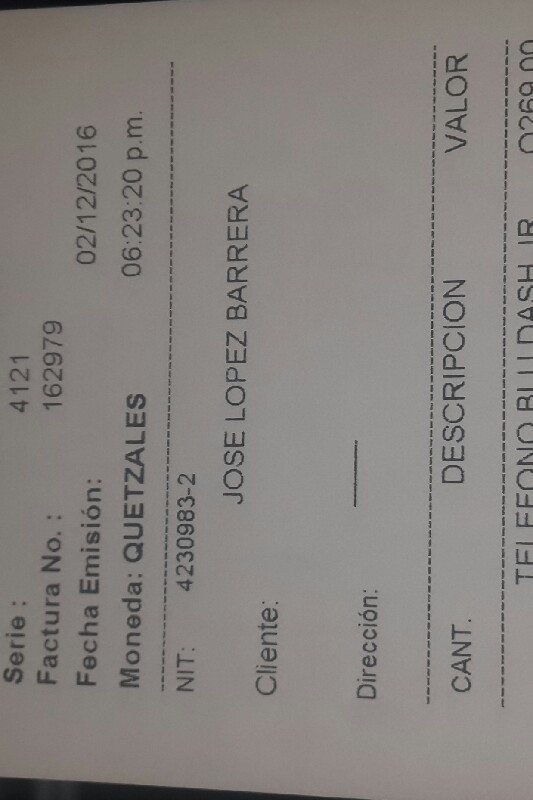 Serie : 4121
Factura No. : 162979
Fecha Emisión: 02/12/2016
Moneda: QUETZALES 06:23:20 p.m.
NIT: 4230983-2
Cliente: JOSE LOPEZ BARRERA
Dirección:
CANT. DESCRIPCION VALOR
TELEFONO BLU DASH JR Q269.00